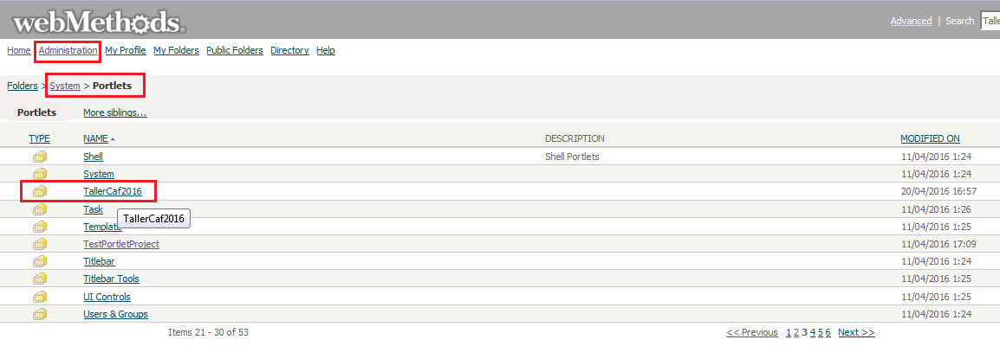 webMethods.
Advanced | Search Talle
Home Administration My Profile My Folders Public Folders Directory Help
Folders > System > Portlets
Portlets More siblings...
TYPE NAME DESCRIPTION MODIFIED ON
Shell Shell Portlets 11/04/2016 1:24
System 11/04/2016 1:24
TallerCaf2016 20/04/2016 16:57
Task 11/04/2016 1:26
TallerCaf2016
Template 11/04/2016 1:25
TestPortletProject 11/04/2016 17:09
Titlebar 11/04/2016 1:24
Titlebar Tools 11/04/2016 1:25
UI Controls 11/04/2016 1:25
Users & Groups 11/04/2016 1:24
Items 21 - 30 of 53 << Previous 1 2 3 4 5 6 Next >>